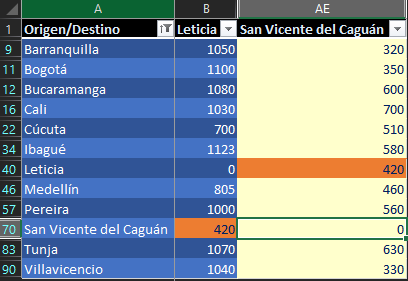 A B AE
1 Origen/Destino Leticia San Vicente del Caguán
9 Barranquilla 1050 320
11 Bogotá 1100 350
12 Bucaramanga 1080 600
16 Cali 1030 700
22 Cúcuta 700 510
34 Ibagué 1123 580
40 Leticia 0 420
46 Medellín 805 460
57 Pereira 1000 560
70 San Vicente del Caguán 420 0
83 Tunja 1070 630
90 Villavicencio 1040 330